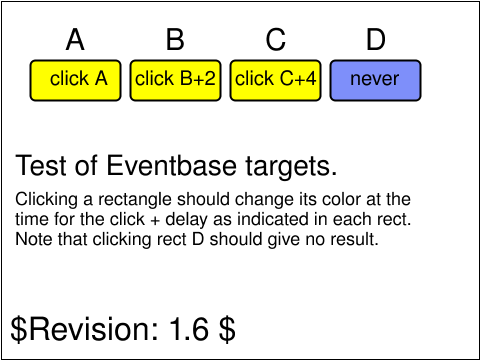 A B C D
click A click B+2 click C+4 never
Test of Eventbase targets.
Clicking a rectangle should change its color at the
time for the click + delay as indicated in each rect.
Note that clicking rect D should give no result.
$Revision: 1.6 $